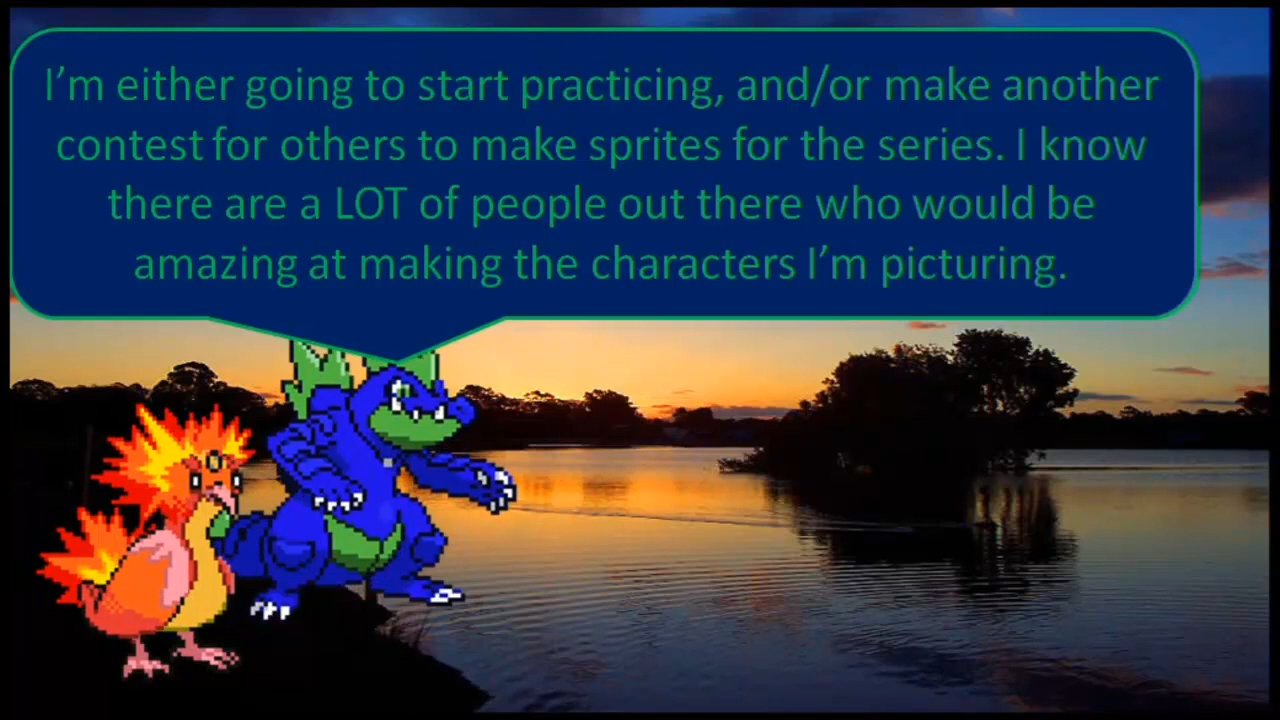 I’m either going to start practicing, and/or make another
contest for others to make sprites for the series. I know
there are a LOT of people out there who would be
amazing at making the characters I’m picturing.